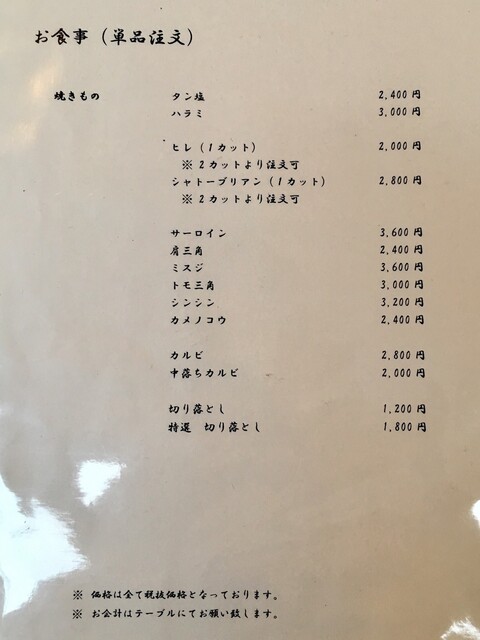 お食事（単品注文）
焼きもの タン塩 2,400円
ハラミ 3,000円
ヒレ（1カット） 2,000円
※ 2カットより注文可
シャトーブリアン（1カット） 2,800円
※ 2カットより注文可
サーロイン 3,600円
肩三角 2,400円
ミスジ 3,600円
トモ三角 3,000円
シンシン 3,200円
カメノコウ 2,400円
カルビ 2,800円
中落ちカルビ 2,000円
切り落とし 1,200円
特選 切り落とし 1,800円
※ 価格は全て税抜価格となっております。
※ お会計はテーブルにてお願い致します。